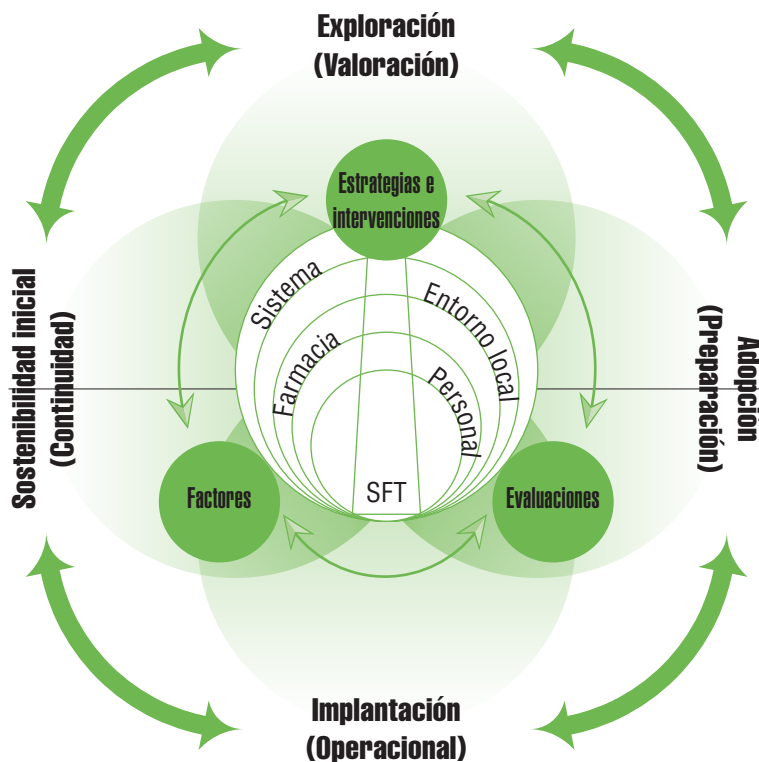 Exploración
(Valoración)
Estrategias e
intervenciones
Sistema
Entorno local
Farmacia
Personal
SFT
Factores
Evaluaciones
Sostenibilidad inicial
(Continuidad)
Adopción
(Preparación)
Implantación
(Operacional)